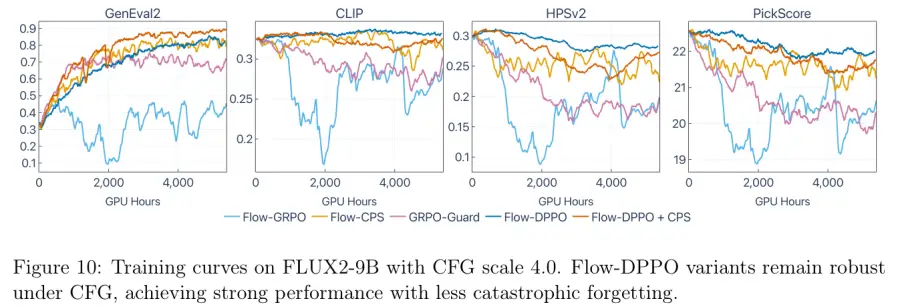 GenEval2 CLIP HPSv2 PickScore
0.9
0.8
0.7
0.6
0.5
0.4
0.3
0.2
0.1
0 2,000 4,000
GPU Hours
0.3
0.25
0.2
0 2,000 4,000
GPU Hours
0.3
0.25
0.2
0.15
0.1
0 2,000 4,000
GPU Hours
22
21
20
19
0 2,000 4,000
GPU Hours
Flow-GRPO Flow-CPS GRPO-Guard Flow-DPPO Flow-DPPO + CPS
Figure 10: Training curves on FLUX2-9B with CFG scale 4.0. Flow-DPPO variants remain robust
under CFG, achieving strong performance with less catastrophic forgetting.